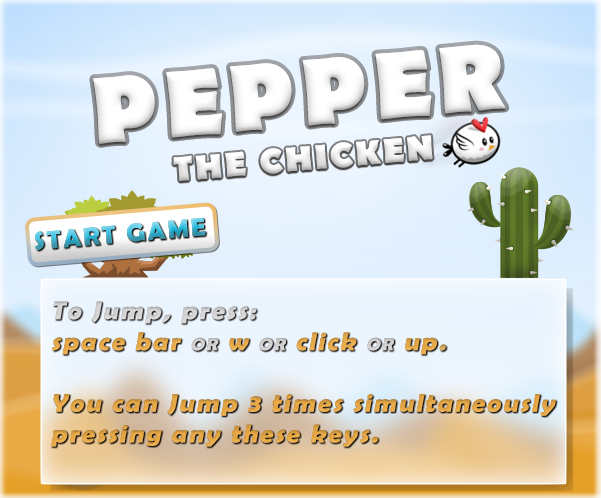 PEPPER
THE CHICKEN
START GAME
To Jump, press:
space bar OR w OR click OR up.
You can Jump 3 times simultaneously
pressing any these keys.